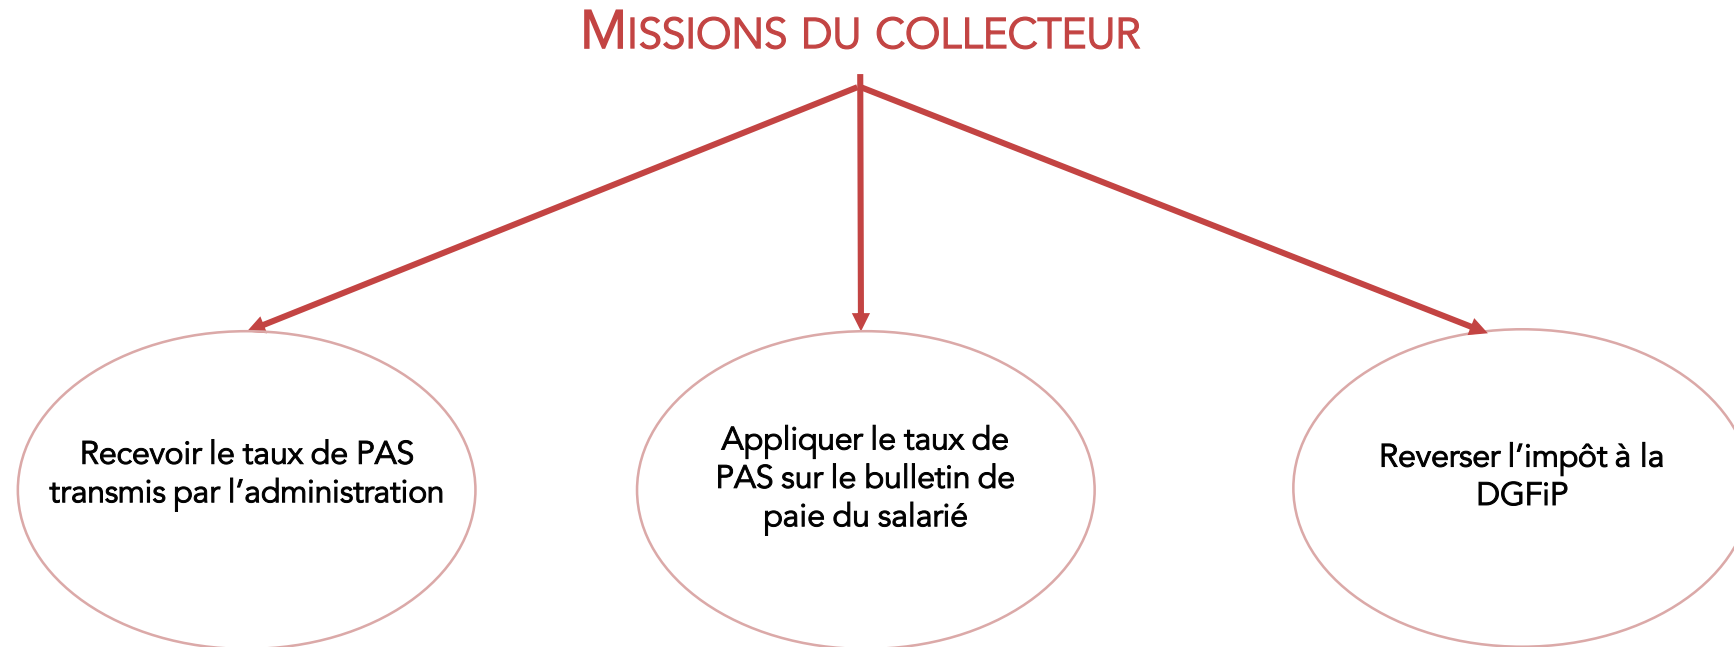 MISSIONS DU COLLECTEUR
Recevoir le taux de PAS
transmis par l’administration
Appliquer le taux de
PAS sur le bulletin de
paie du salarié
Reverser l’impôt à la
DGFiP